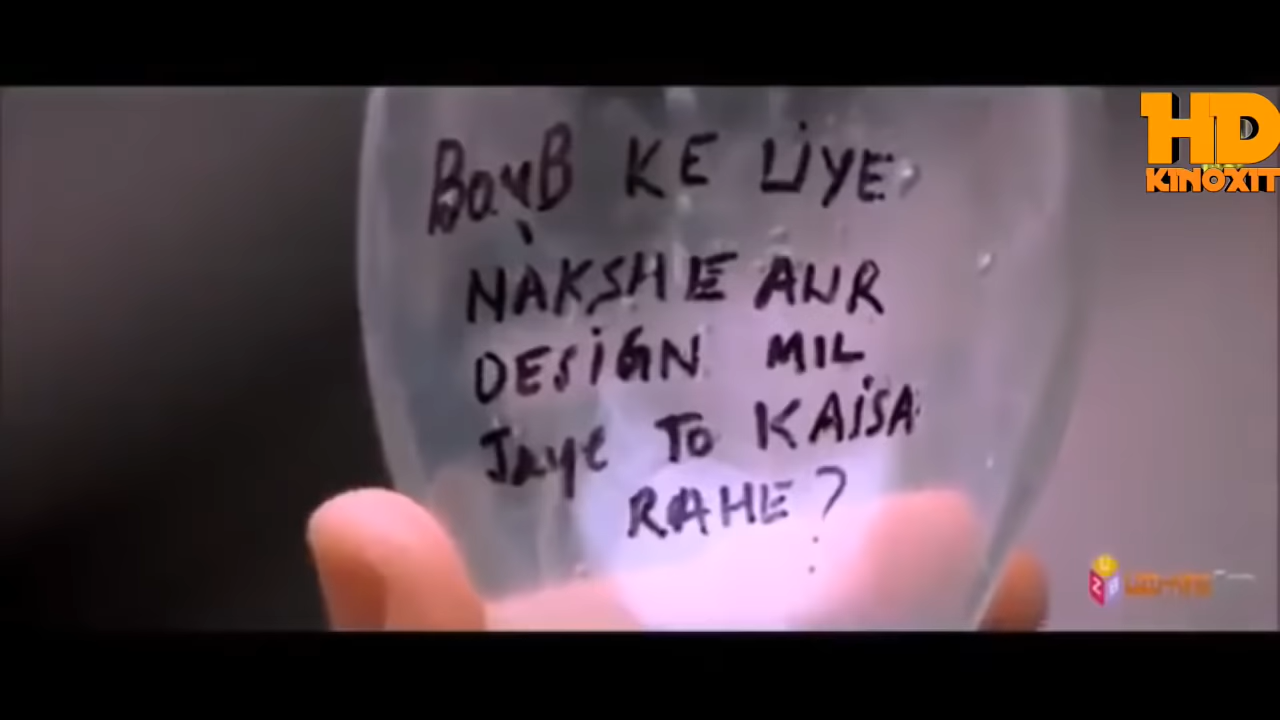 HD
KINOXIT
BOMB KE LIYE
NAKSHE AUR
DESIGN MIL
Jaye To KAISA
RAHE?